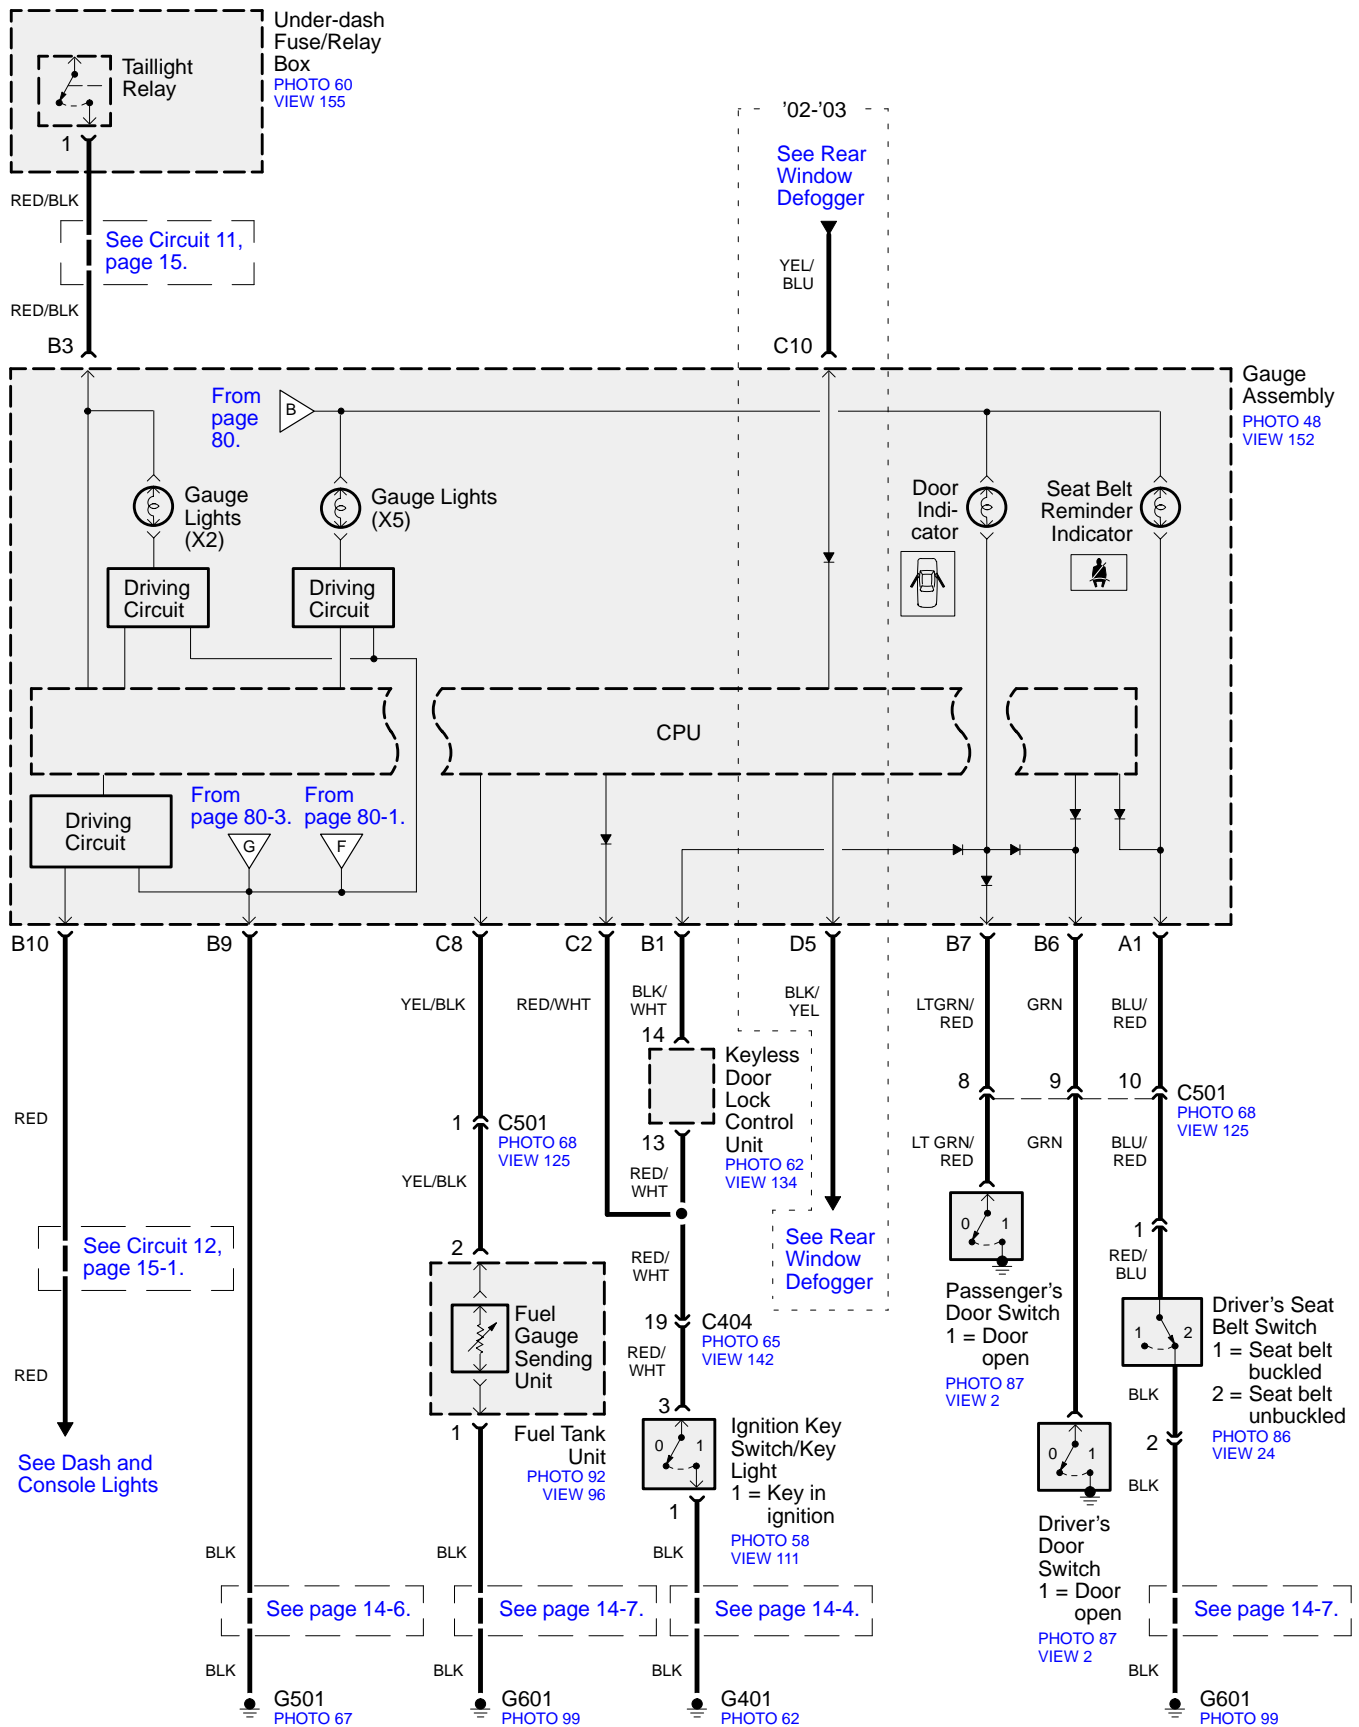 Under-dash
Fuse/Relay
Box
PHOTO 60
VIEW 155
Taillight
Relay
1
RED/BLK
See Circuit 11,
page 15.
RED/BLK
B3
'02-'03
See Rear
Window
Defogger
YEL/
BLU
C10
Gauge
Assembly
PHOTO 48
VIEW 152
From
page
80.
B
Gauge
Lights
(X2)
Gauge Lights
(X5)
Door
Indi-
cator
Seat Belt
Reminder
Indicator
Driving
Circuit
Driving
Circuit
CPU
Driving
Circuit
From
page 80-3.
G
From
page 80-1.
F
B10
B9
C8
C2
B1
D5
B7
B6
A1
YEL/BLK
RED/WHT
BLK/
WHT
BLK/
YEL
LTGRN/
RED
GRN
BLU/
RED
14
Keyless
Door
Lock
Control
Unit
PHOTO 62
VIEW 134
13
8
9
10
C501
PHOTO 68
VIEW 125
RED
1
C501
PHOTO 68
VIEW 125
YEL/BLK
RED/
WHT
LT GRN/
RED
GRN
BLU/
RED
0
1
Passenger's
Door Switch
1 = Door
open
PHOTO 87
VIEW 2
1
RED/
BLU
See Circuit 12,
page 15-1.
2
RED/
WHT
See Rear
Window
Defogger
Fuel
Gauge
Sending
Unit
19
C404
PHOTO 65
VIEW 142
RED/
WHT
1
2
Driver's Seat
Belt Switch
1 = Seat belt
buckled
2 = Seat belt
unbuckled
PHOTO 86
VIEW 24
RED
BLK
1
Fuel Tank
Unit
PHOTO 92
VIEW 96
3
0
1
Ignition Key
Switch/Key
Light
1 = Key in
ignition
PHOTO 58
VIEW 111
1
0
1
Driver's
Door
Switch
1 = Door
open
PHOTO 87
VIEW 2
2
BLK
See Dash and
Console Lights
BLK
BLK
BLK
See page 14-6.
See page 14-7.
See page 14-4.
See page 14-7.
BLK
BLK
BLK
BLK
G501
PHOTO 67
G601
PHOTO 99
G401
PHOTO 62
G601
PHOTO 99